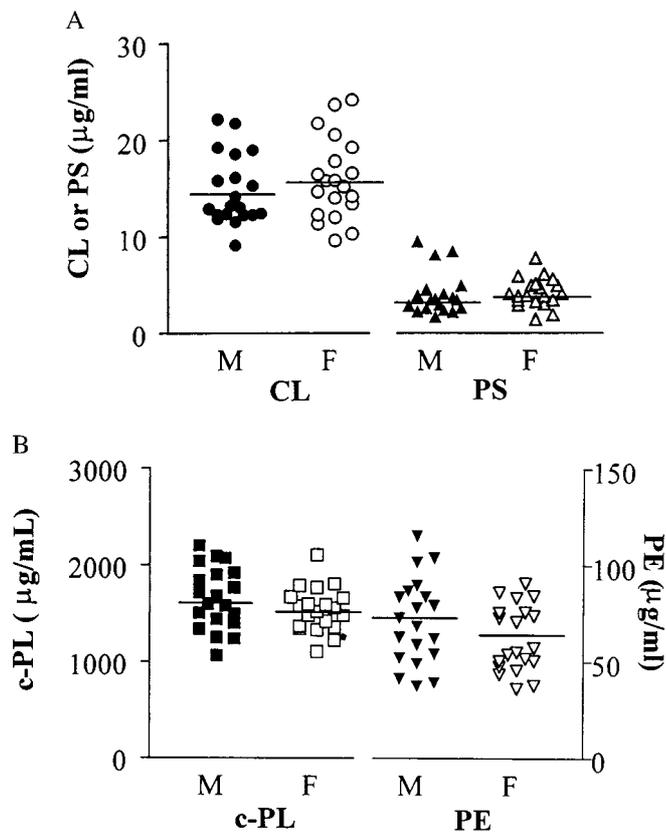 A
CL or PS (µg/ml)
30
20
10
0
M
F
M
F
CL
PS
B
c-PL ( µg/mL)
3000
2000
1000
0
150
100
50
0
PE (µg/ml)
M
F
M
F
c-PL
PE